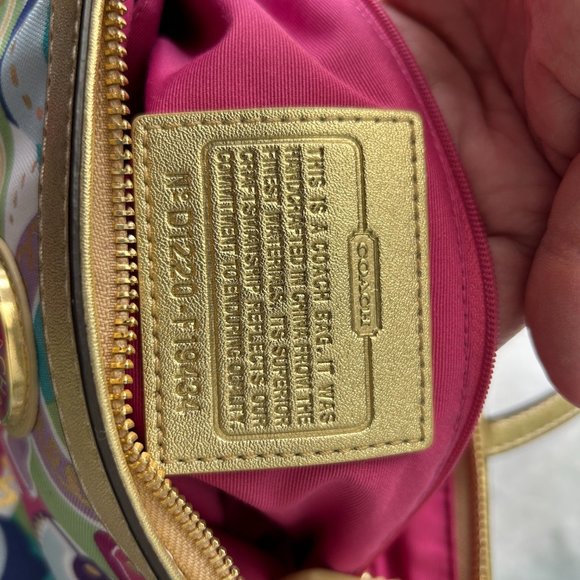 COACH
THIS IS A COACH BAG. IT WAS
HANDCRAFTED IN CHINA FROM THE
FINEST MATERIALS. ITS SUPERIOR
CRAFTSMANSHIP REFLECTS OUR
COMMITMENT TO ENDURING QUALITY.
Nº D1220-F19434